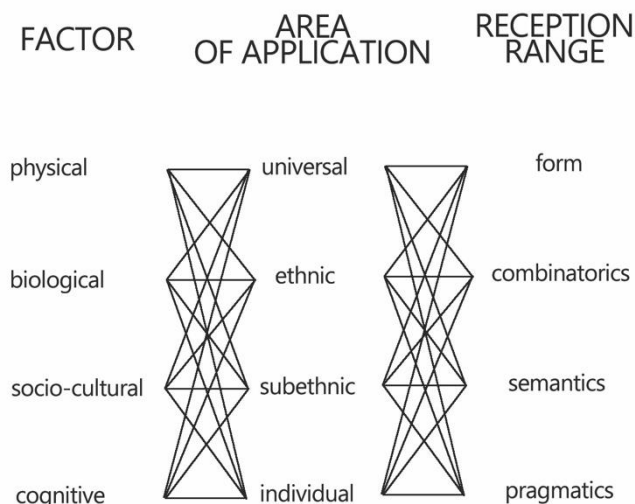 FACTOR
AREA
OF APPLICATION
RECEPTION
RANGE
physical
universal
form
biological
ethnic
combinatorics
socio-cultural
subethnic
semantics
cognitive
individual
pragmatics